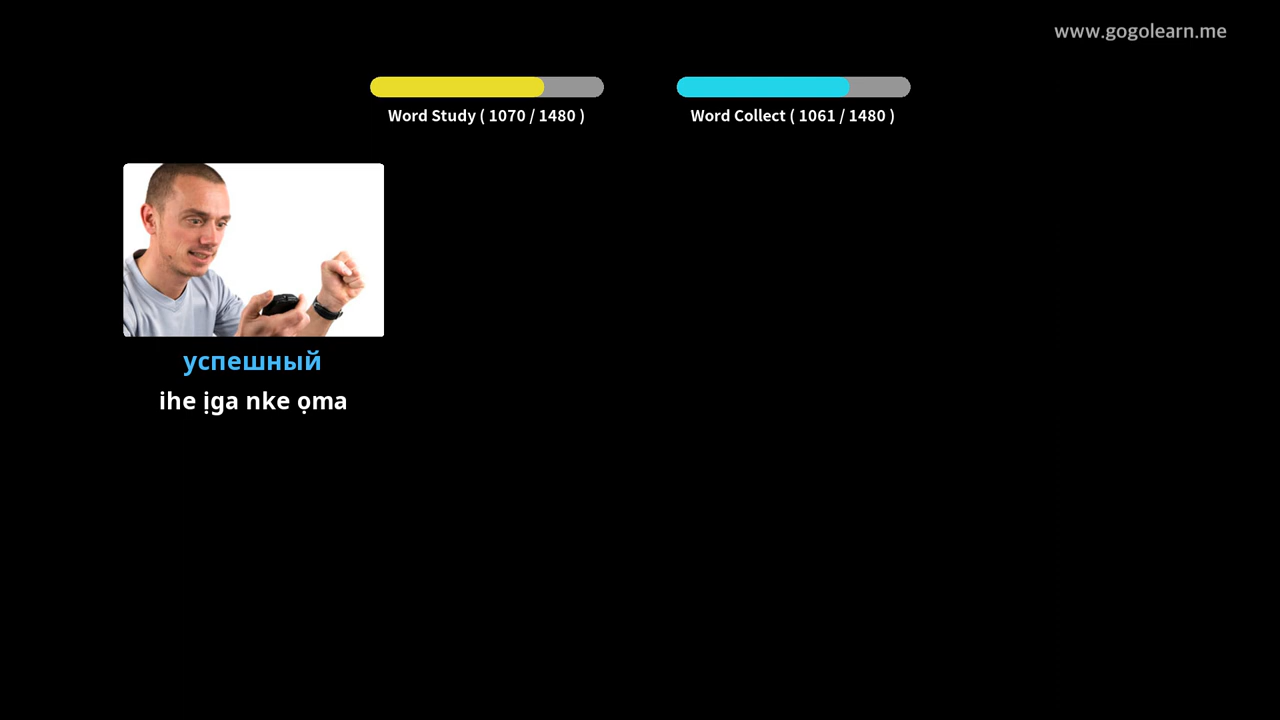 www.gogolearn.me
Word Study ( 1070 / 1480 )
Word Collect ( 1061 / 1480 )
успешный
ihe ịga nke ọma